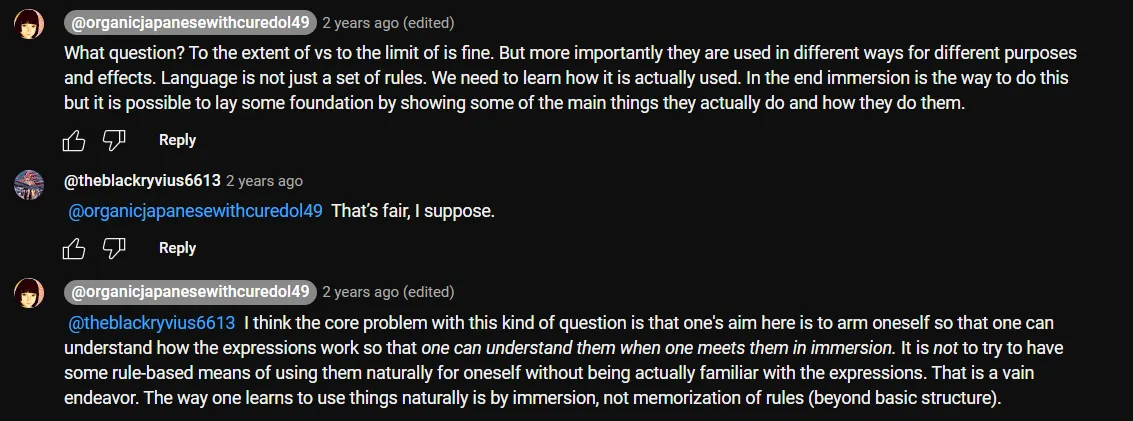 @organicjapanesewithcuredol49 2 years ago (edited)
What question? To the extent of vs to the limit of is fine. But more importantly they are used in different ways for different purposes
and effects. Language is not just a set of rules. We need to learn how it is actually used. In the end immersion is the way to do this
but it is possible to lay some foundation by showing some of the main things they actually do and how they do them.
Reply
@theblackryvius6613 2 years ago
@organicjapanesewithcuredol49 That's fair, I suppose.
Reply
@organicjapanesewithcuredol49 2 years ago (edited)
@theblackryvius6613 I think the core problem with this kind of question is that one's aim here is to arm oneself so that one can
understand how the expressions work so that one can understand them when one meets them in immersion. It is not to try to have
some rule-based means of using them naturally for oneself without being actually familiar with the expressions. That is a vain
endeavor. The way one learns to use things naturally is by immersion, not memorization of rules (beyond basic structure).